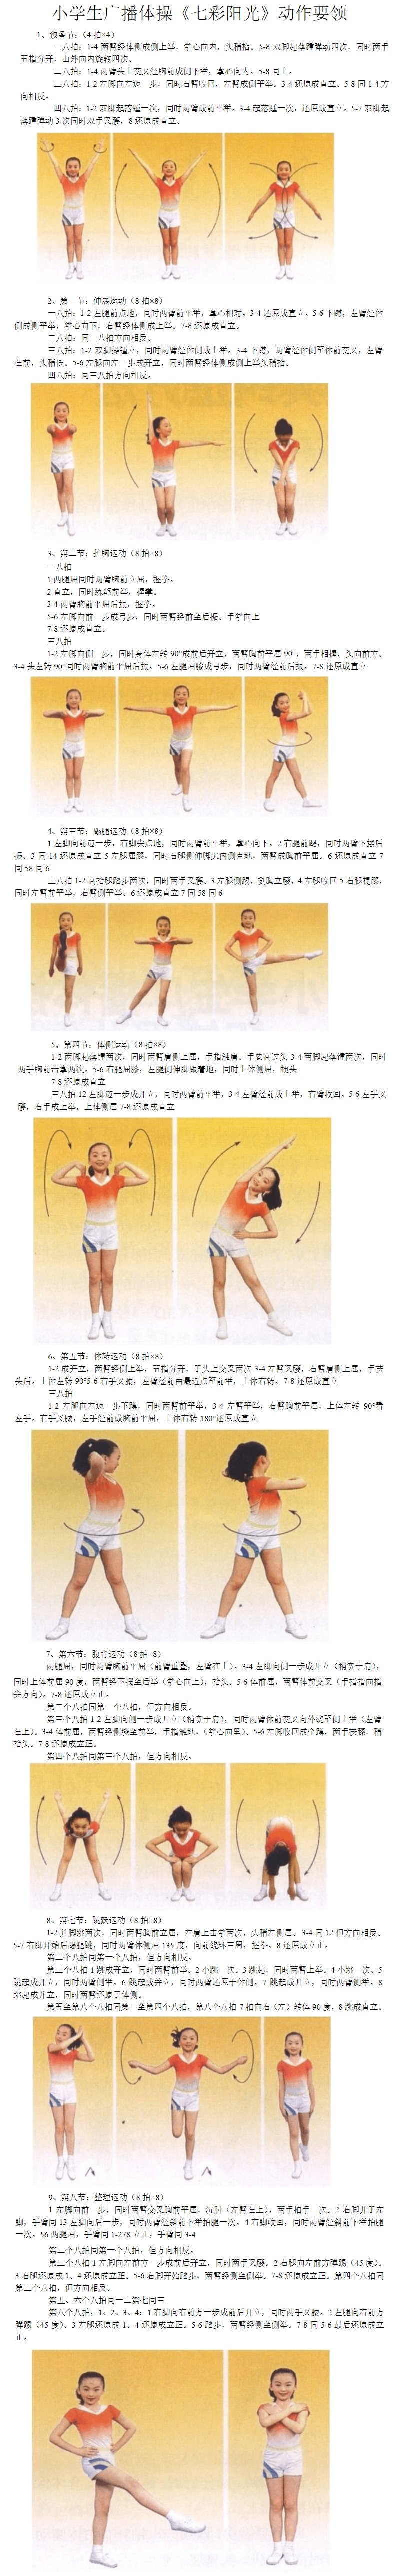 小学生广播体操《七彩阳光》动作要领
1、预备节:(4 拍×4)
一八拍:1-4 两臂经体侧成侧上举,掌心向内,头稍抬。5-8 双脚起落踵弹动四次,同时两手
五指分开,由外向内旋转四次。
二八拍:1-4 两臂头上交叉经胸前成侧下举。掌心向内。5-8 同上。
三八拍:1-2 左脚向左迈一步,同时右臂收回,左臂成侧平举。3-4 还原成直立。5-8 同 1-4 方
向相反。
四八拍:1-2 双脚起落踵一次,同时两臂成前平举。3-4 起落踵一次,还原成直立。5-7 双脚起
落踵弹动 3 次同时双手叉腰,8 还原成直立。
2、第一节:伸展运动(8 拍×8)
一八拍:1-2 左腿前点地,同时两臂前平举,掌心相对。3-4 还原成直立。5-6 下蹲,左臂经体
侧成侧平举,掌心向下,右臂经体侧成上举。7-8 还原成直立。
二八拍:同一八拍方向相反。
三八拍:1-2 双脚提踵立,同时两臂经体侧成上举。3-4 下蹲,两臂经体侧至体前交叉,左臂
在前,头稍低。5-6 左腿向左一步成开立,同时两臂经体侧成侧上举头稍抬。
四八拍:同三八拍方向相反。
3、第二节:扩胸运动(8 拍×8)
一八拍
1 两腿屈同时两臂胸前立屈,握拳。
2 直立,同时练笔前举,握拳。
3-4 两臂胸前平屈后振,握拳。
5-6 左脚向前一步成弓步,同时两臂经前至后振。手掌向上
7-8 还原成直立。
三八拍
1-2 左脚向侧一步,同时身体左转 90°成前后开立,两臂胸前平屈 90°,两手相握,头向前方。
3-4 头左转 90°同时两臂胸前平屈后振。5-6 左腿屈膝成弓步,同时两臂经前后振。7-8 还原成直立
4、第三节:踢腿运动(8 拍×8)
1 左脚向前迈一步,右脚尖点地,同时两臂前平举,掌心向下。2 右腿前踢,同时两臂下摆后
振。3 同 14 还原成直立 5 左腿屈膝,同时右腿侧伸脚尖内侧点地,两臂成胸前平屈。6 还原成直立 7
同 58 同 6
三八拍 1-2 高抬腿踏步两次,同时两手叉腰。3 左腿侧踢,挺胸立腰,4 左腿收回 5 右腿提膝,
同时左臂前平举,右臂侧平举。6 还原成直立 7 同 58 同 6
5、第四节:体侧运动(8 拍×8)
1-2 两脚起落踵两次,同时两臂肩侧上屈,手指触肩,手要高过头 3-4 两脚起落踵两次,同时
两手胸前击掌两次。5-6 右腿屈膝,左腿侧伸脚跟着地,同时上体侧屈,梗头
7-8 还原成直立
三八拍 12 左脚迈一步成开立,同时两臂前平举,3-4 左臂经前成上举,右臂收回。5-6 左手叉
腰,右手成上举,上体侧屈 7-8 还原成直立
6、第五节:体转运动(8 拍×8)
1-2 成开立,两臂经侧上举,五指分开,于头上交叉两次 3-4 左臂叉腰,右臂肩侧上屈,手扶
头后。上体左转 90°5-6 右手叉腰,左臂经前由最近点至前举,上体右转。7-8 还原成直立
三八拍
1-2 左腿向左迈一步下蹲,同时两臂前平举,3-4 左臂平举,右臂胸前平屈,上体左转 90°看
左手。右手叉腰,左手经前成胸前平屈,上体右转 180°还原成直立
7、第六节:腹背运动(8 拍×8)
两腿屈,同时两臂胸前平屈(前臂重叠,左臂在上)。3-4 左脚向侧一步成开立(稍宽于肩)。
同时上体前屈 90 度,两臂经下摆至后举(掌心向上),抬头。5-6 体前屈,两臂体前交叉(手指指向指
尖方向)。7-8 还原成立正。
第二个八拍同第一个八拍,但方向相反。
第三个八拍 1-2 左脚向侧一步成开立(稍宽于肩),同时两臂体前交叉向外绕至侧上举(左臂
在上)。3-4 体前屈,两臂经侧绕至前举,手指触地,(掌心向里)。5-6 左脚收回成全蹲,两手扶膝,稍
抬头。7-8 还原成立正。
第四个八拍同第三个八拍,但方向相反。
8、第七节:跳跃运动(8 拍×8)
1-2 并脚跳两次,同时两臂胸前立屈,左肩上击掌两次,头稍左侧屈。3-4 同 12 但方向相反。
5-7 右脚开始后踢腿跳,同时两臂体侧屈 135 度,向前绕环三周,握拳。8 还原成立正。
第二个八拍同第一个八拍,但方向相反。
第三个八拍 1 跳成开立,同时两臂前举。2 小跳一次。3 跳起,同时两臂上举。4 小跳一次。5
跳起成开立,同时两臂侧举。6 跳起成并立,同时两臂还原于体侧。7 跳起成开立,同时两臂侧举。8
跳起成并立,同时两臂还原于体侧。
第五至第八个八拍同第一至第四个八拍,第八个八拍 7 拍向右(左)转体 90 度,8 跳成直立。
9、第八节:整理运动(8 拍×8)
1 左脚向前一步,同时两臂交叉胸前平屈,沉肘(左臂在上),两手拍手一次。2 右脚并于左
脚,手臂同 13 左脚向后一步,同时两臂经斜前下举拍腿一次。4 右脚收回,同时两臂经斜前下举拍腿
一次。56 两腿屈,手臂同 1-278 立正,手臂同 3-4
第二个八拍同第一个八拍,但方向相反。
第三个八拍 1 左脚向左前方一步成前后开立,同时两手叉腰。2 右腿向左前方弹踢(45 度)。
3 右腿还原成 1。4 还原成立正。5-6 右脚开始踏步,两臂经侧至侧举。7-8 还原成立正。第四个八拍同
第三个八拍,但方向相反。
第五、六个八拍同一二第七同三
第八个八拍,1、2、3、4:1 右脚向右前方一步成前后开立,同时两手叉腰。2 左腿向右前方
弹踢(45 度)。3 左腿还原成 1。4 还原成立正。5-6 踏步,两臂经侧至侧举。7-8 同 5-6 最后还原成立
正。